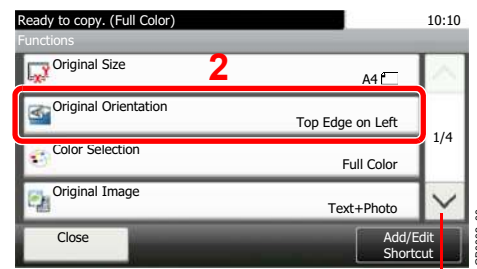 Ready to copy. (Full Color) 10:10
Functions
Original Size
2
A4
Original Orientation
Top Edge on Left
1/4
Color Selection
Full Color
Original Image
Text+Photo
Close
Add/Edit
Shortcut